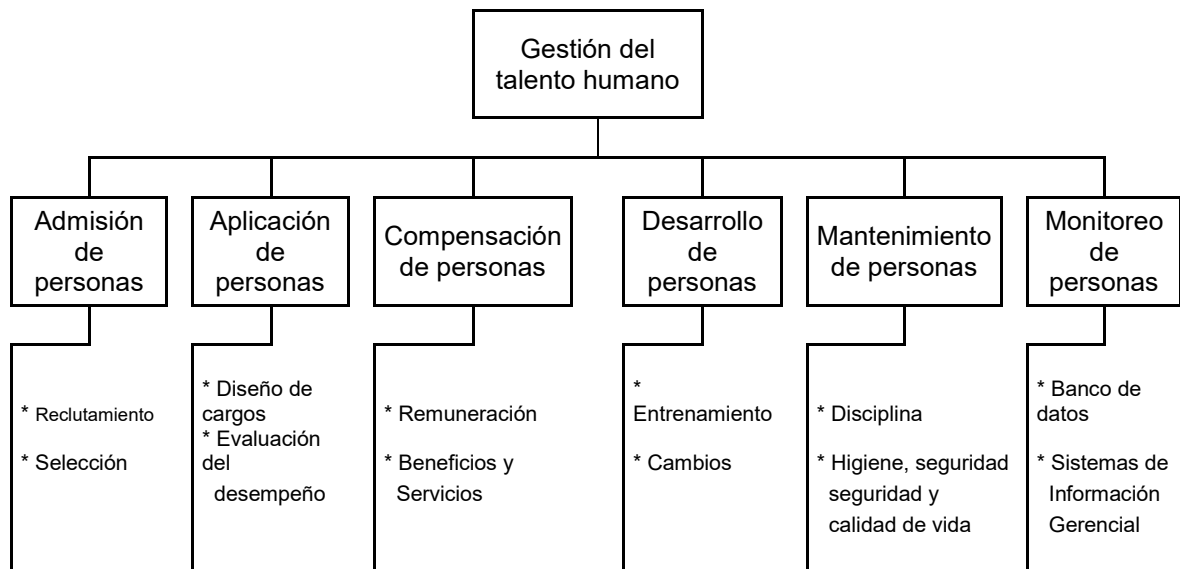 Gestión del
talento humano
Admisión
de
personas
Aplicación
de
personas
Compensación
de personas
Desarrollo
de
personas
Mantenimiento
de personas
Monitoreo
de
personas
* Reclutamiento
* Selección
* Diseño de
cargos
* Evaluación
del
desempeño
* Remuneración
* Beneficios y
Servicios
*
Entrenamiento
* Cambios
* Disciplina
* Higiene, seguridad
seguridad y
calidad de vida
* Banco de
datos
* Sistemas de
Información
Gerencial